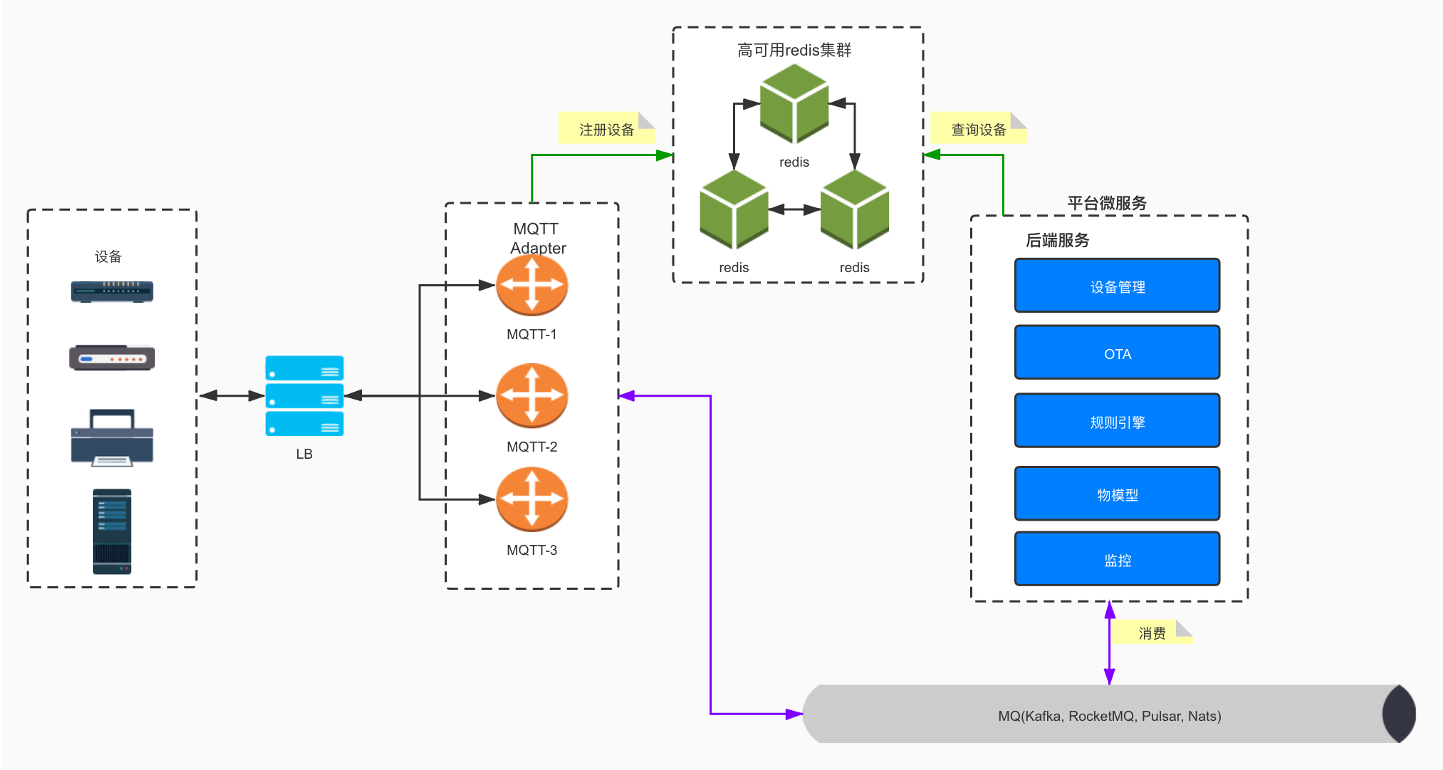 高可用redis集群
redis
redis
redis
注册设备
查询设备
设备
LB
MQTT
Adapter
MQTT-1
MQTT-2
MQTT-3
平台微服务
后端服务
设备管理
OTA
规则引擎
物模型
监控
消费
MQ(Kafka, RocketMQ, Pulsar, Nats)